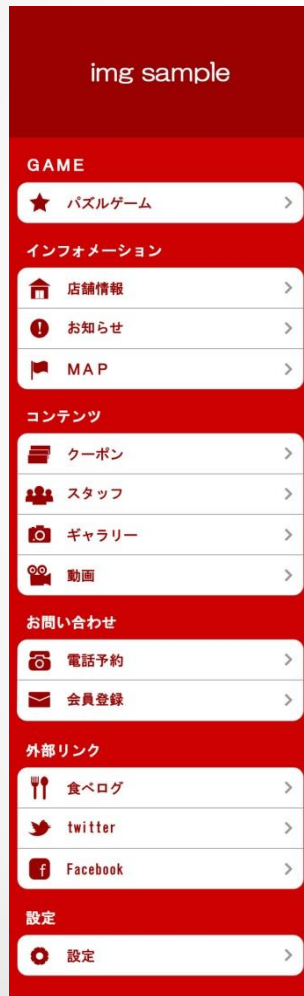 img sample
GAME
パズルゲーム
インフォメーション
店舗情報
お知らせ
MAP
コンテンツ
クーポン
スタッフ
ギャラリー
動画
お問い合わせ
電話予約
会員登録
外部リンク
食べログ
twitter
f
Facebook
設定
設定